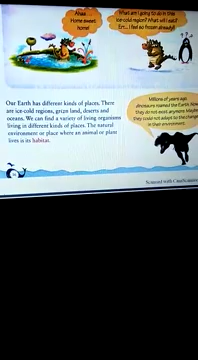 Ahaa...
Home sweet
home!
What am I going to do in this
ice-cold region? What will I eat?
Err... I feel so frozen already!!
Our Earth has different kinds of places. There
are ice-cold regions, green land, deserts and
oceans. We can find a variety of living organisms
living in different kinds of places. The natural
environment or place where an animal or plant
lives is its habitat.
Millions of years ago,
dinosaurs roamed the Earth. Now
they do not exist anymore. Maybe
they could not adapt to the changes
in their environment.
Scanned with CamScanner